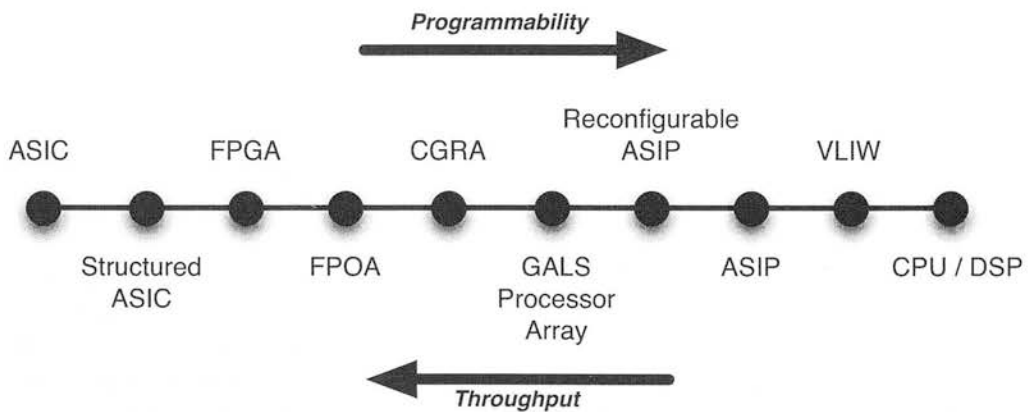 Programmability
Reconfigurable
ASIC FPGA CGRA ASIP VLIW
Structured FPOA GALS ASIP CPU / DSP
ASIC Processor
Array
Throughput